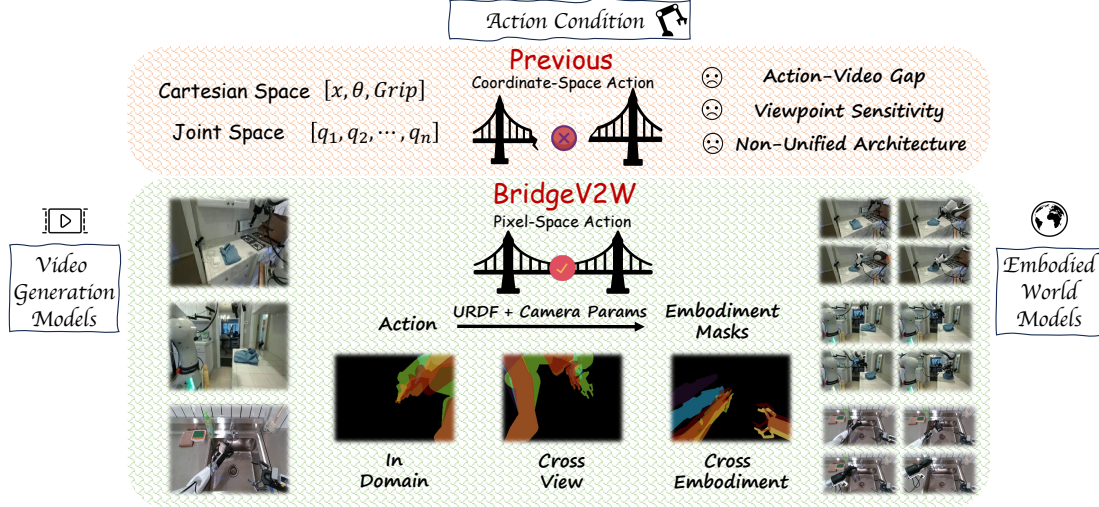 Action Condition
Previous
Coordinate-Space Action
Cartesian Space [x, θ, Grip]
Joint Space [q₁, q₂, ⋯, qₙ]
Action-Video Gap
Viewpoint Sensitivity
Non-Unified Architecture
BridgeV2W
Pixel-Space Action
Video
Generation
Models
Action
URDF + Camera Params
Embodiment
Masks
In
Domain
Cross
View
Cross
Embodiment
Embodied
World
Models